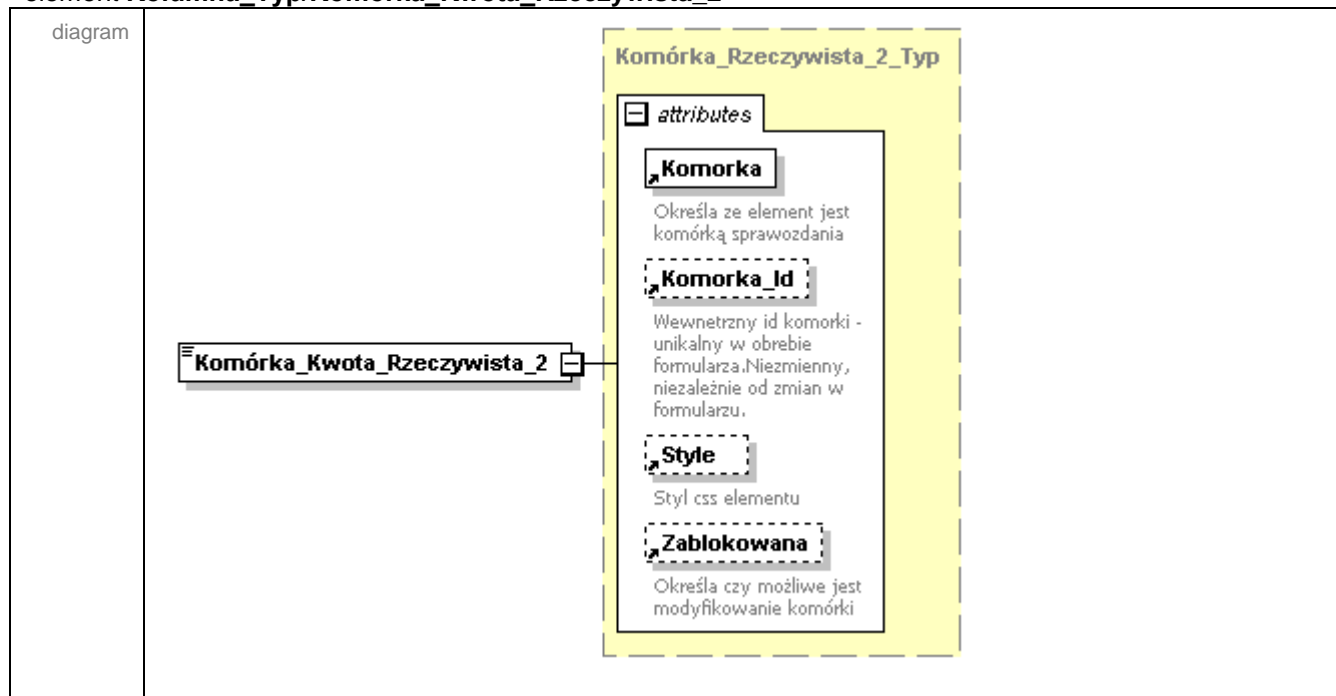 diagram
Komórka_Rzeczywista_2_Typ
attributes
Komorka
Określa ze element jest
komórką sprawozdania
Komorka_Id
Wewnetrzny id komorki -
unikalny w obrebie
formularza.Niezmienny,
niezależnie od zmian w
formularzu.
Komórka_Kwota_Rzeczywista_2
Style
Styl css elementu
Zablokowana
Określa czy możliwe jest
modyfikowanie komórki